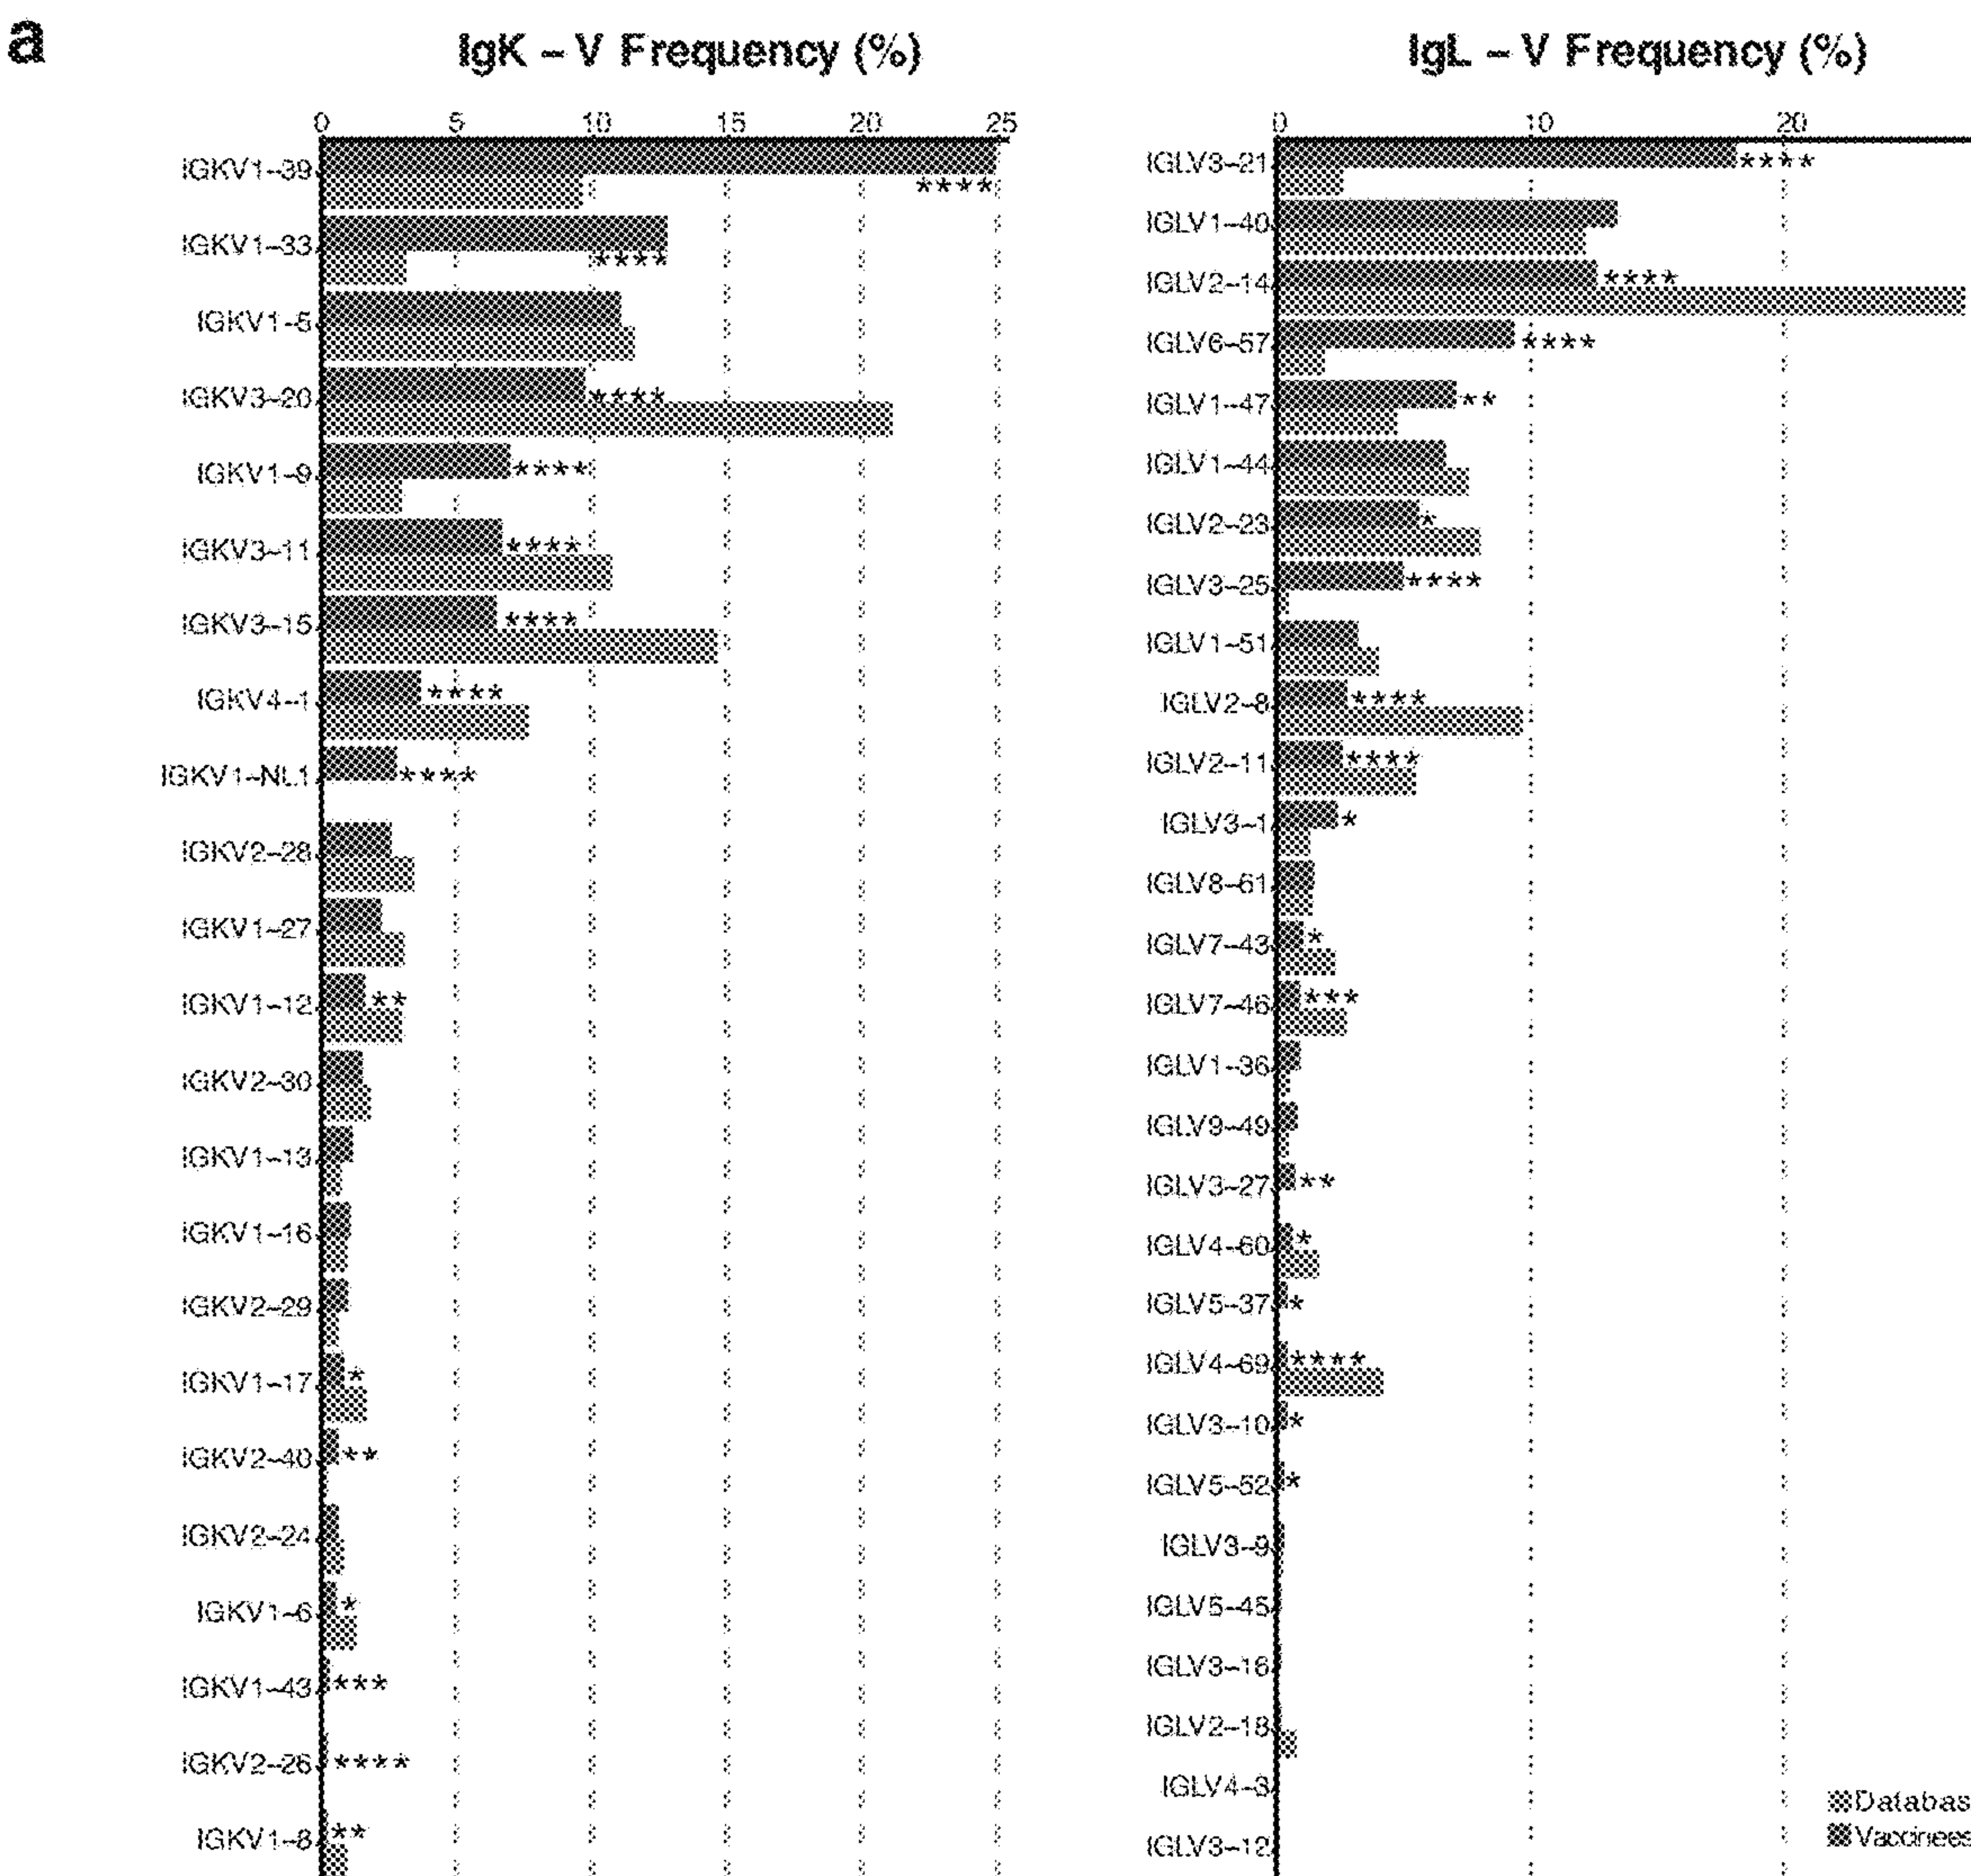 a
IgK – V Frequency (%)
0 5 10 15 20 25
IGKV1–39 ****
IGKV1–33 ****
IGKV1–5
IGKV3–20 ****
IGKV1–9 ****
IGKV3–11 ****
IGKV3–15 ****
IGKV4–1 ****
IGKV1–NL1 ****
IGKV2–28
IGKV1–27
IGKV1–12 **
IGKV2–30
IGKV1–13
IGKV1–16
IGKV2–29
IGKV1–17 *
IGKV2–40 **
IGKV2–24
IGKV1–6 *
IGKV1–43 ***
IGKV2–26 ****
IGKV1–8 **
IgL – V Frequency (%)
0 10 20
IGLV3–21 ****
IGLV1–40
IGLV2–14 ****
IGLV6–57 ****
IGLV1–47 **
IGLV1–44
IGLV2–23 *
IGLV3–25 ****
IGLV1–51
IGLV2–8 ****
IGLV2–11 ****
IGLV3–1 *
IGLV8–61
IGLV7–43 *
IGLV7–46 ***
IGLV1–36
IGLV9–49
IGLV3–27 **
IGLV4–60 *
IGLV5–37 *
IGLV4–69 ****
IGLV3–10 *
IGLV5–52 *
IGLV3–9
IGLV5–45
IGLV3–16
IGLV2–18
IGLV4–3
IGLV3–12
Databas
Vaccinees